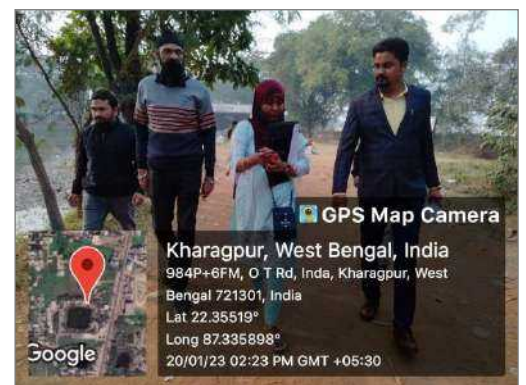 GPS Map Camera
Kharagpur, West Bengal, India
984P+6FM, O T Rd, Inda, Kharagpur, West
Bengal 721301, India
Lat 22.35519°
Long 87.335898°
20/01/23 02:23 PM GMT +05:30
Google